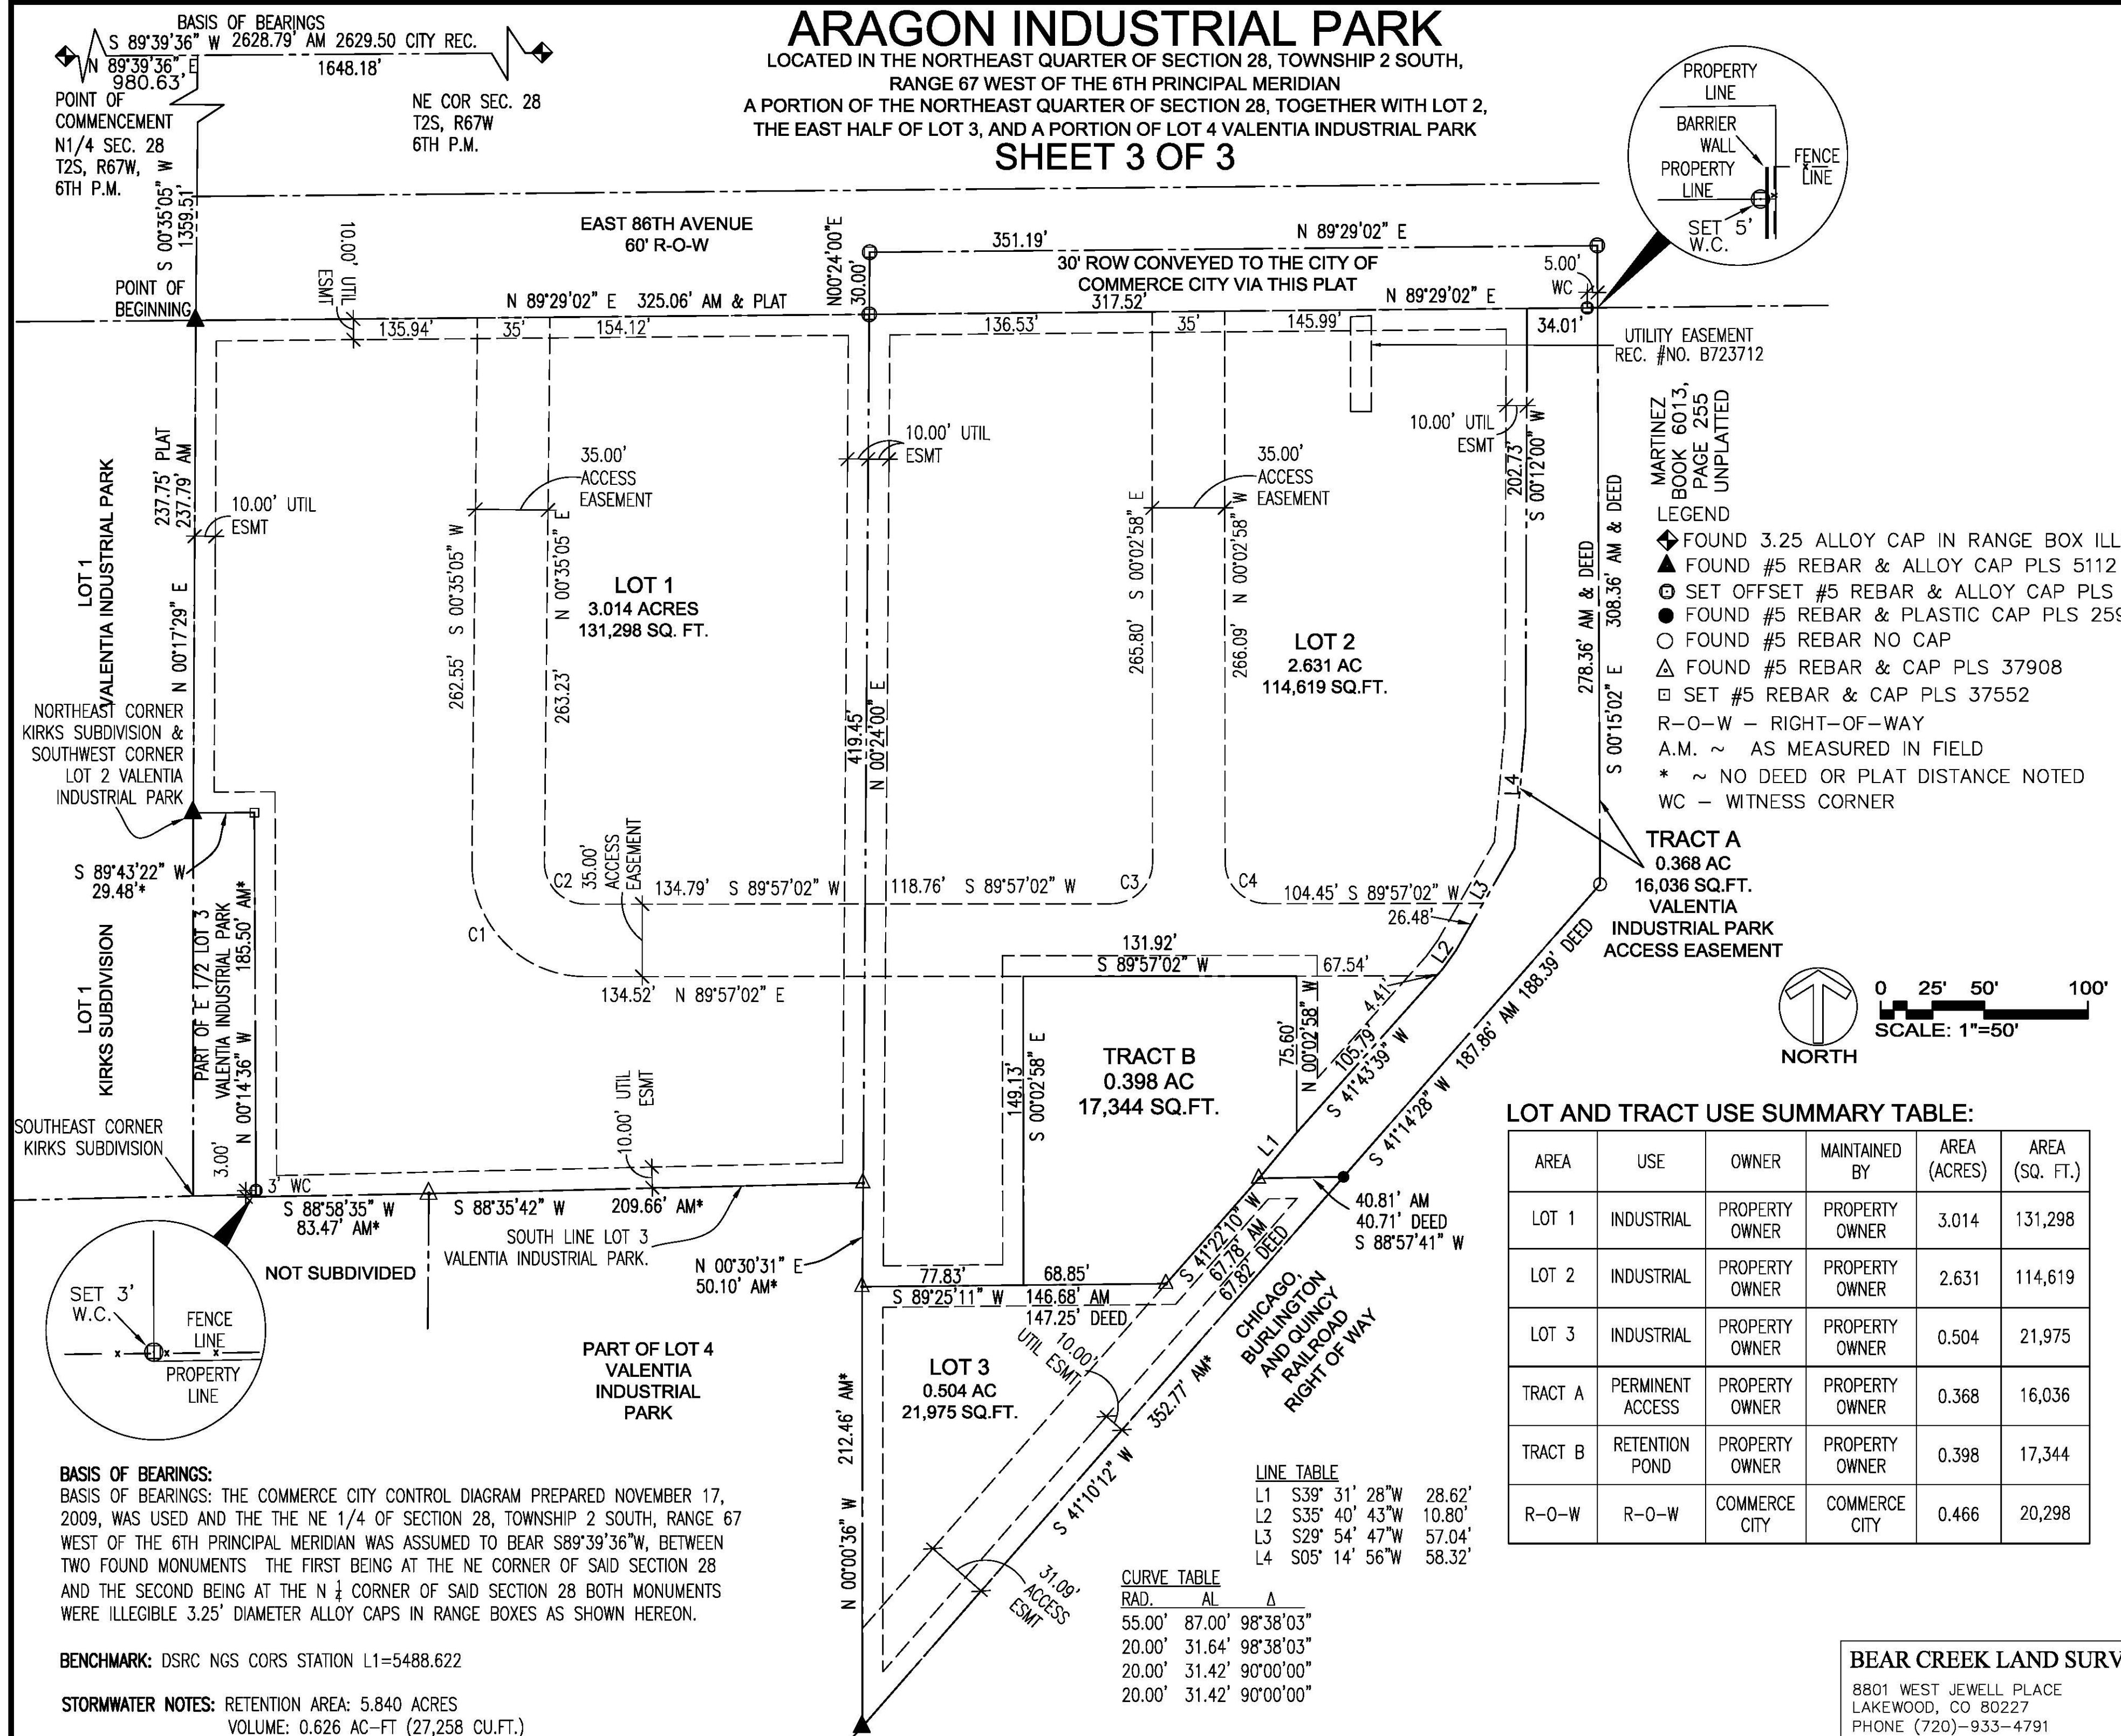 ARAGON INDUSTRIAL PARK
LOCATED IN THE NORTHEAST QUARTER OF SECTION 28, TOWNSHIP 2 SOUTH,
RANGE 67 WEST OF THE 6TH PRINCIPAL MERIDIAN
A PORTION OF THE NORTHEAST QUARTER OF SECTION 28, TOGETHER WITH LOT 2,
THE EAST HALF OF LOT 3, AND A PORTION OF LOT 4 VALENTIA INDUSTRIAL PARK
SHEET 3 OF 3
BASIS OF BEARINGS
S 89°39'36" W 2628.79' AM 2629.50 CITY REC.
N 89°39'36" E
980.63'
1648.18'
POINT OF
COMMENCEMENT
N1/4 SEC. 28
T2S, R67W,
6TH P.M.
NE COR SEC. 28
T2S, R67W
6TH P.M.
S 00°35'05" W
1359.51'
POINT OF
BEGINNING
EAST 86TH AVENUE
60' R-O-W
10.00' UTIL
ESMT
N 89°29'02" E 325.06' AM & PLAT
135.94'
35'
154.12'
N00°24'00"E
30.00'
351.19'
N 89°29'02" E
30' ROW CONVEYED TO THE CITY OF
COMMERCE CITY VIA THIS PLAT
317.52'
N 89°29'02" E
136.53'
35'
145.99'
5.00'
WC
34.01'
PROPERTY
LINE
BARRIER
WALL
PROPERTY
LINE
FENCE
LINE
x
SET 5'
W.C.
UTILITY EASEMENT
REC. #NO. B723712
MARTINEZ
BOOK 6013,
PAGE 255
UNPLATTED
LEGEND
FOUND 3.25 ALLOY CAP IN RANGE BOX ILL
FOUND #5 REBAR & ALLOY CAP PLS 5112
SET OFFSET #5 REBAR & ALLOY CAP PLS
FOUND #5 REBAR & PLASTIC CAP PLS 259
FOUND #5 REBAR NO CAP
FOUND #5 REBAR & CAP PLS 37908
SET #5 REBAR & CAP PLS 37552
R-O-W - RIGHT-OF-WAY
A.M. ~ AS MEASURED IN FIELD
* ~ NO DEED OR PLAT DISTANCE NOTED
WC - WITNESS CORNER
LOT 1
VALENTIA INDUSTRIAL PARK
237.75' PLAT
237.79' AM
N 00°17'29" E
10.00' UTIL
ESMT
35.00'
ACCESS
EASEMENT
262.55' S 00°35'05" W
263.23' N 00°35'05" E
LOT 1
3.014 ACRES
131,298 SQ. FT.
10.00' UTIL
ESMT
419.45'
N 00°24'00" E
35.00'
ACCESS
EASEMENT
265.80' S 00°02'58" E
266.09' N 00°02'58" W
LOT 2
2.631 AC
114,619 SQ.FT.
10.00' UTIL
ESMT
202.73'
S 00°12'00" W
278.36' AM & DEED
308.36' AM & DEED
S 00°15'02" E
L4
TRACT A
0.368 AC
16,036 SQ.FT.
VALENTIA
INDUSTRIAL PARK
ACCESS EASEMENT
NORTHEAST CORNER
KIRKS SUBDIVISION &
SOUTHWEST CORNER
LOT 2 VALENTIA
INDUSTRIAL PARK
S 89°43'22" W
29.48'*
LOT 1
KIRKS SUBDIVISION
PART OF E 1/2 LOT 3
VALENTIA INDUSTRIAL PARK
N 00°14'36" W 185.50' AM*
3.00'
SOUTHEAST CORNER
KIRKS SUBDIVISION
C1
C2
35.00'
ACCESS
EASEMENT
134.79' S 89°57'02" W
118.76' S 89°57'02" W
C3
C4
104.45' S 89°57'02" W
26.48'
L3
L2
134.52' N 89°57'02" E
131.92'
S 89°57'02" W
67.54'
4.41'
105.79'
S 41°43'39" W
75.60'
N 00°02'58" W
149.13'
S 00°02'58" E
TRACT B
0.398 AC
17,344 SQ.FT.
L1
S 41°14'28" W 187.86' AM 188.39' DEED
NORTH
0 25' 50' 100'
SCALE: 1"=50'
10.00' UTIL
ESMT
3' WC
S 88°58'35" W
83.47' AM*
S 88°35'42" W
209.66' AM*
SOUTH LINE LOT 3
VALENTIA INDUSTRIAL PARK.
NOT SUBDIVIDED
N 00°30'31" E
50.10' AM*
77.83'
68.85'
S 89°25'11" W 146.68' AM
147.25' DEED
S 41°22'10" W
67.78' AM
67.82' DEED
40.81' AM
40.71' DEED
S 88°57'41" W
CHICAGO,
BURLINGTON
AND QUINCY
RAILROAD
RIGHT OF WAY
SET 3'
W.C.
FENCE
LINE
x x x
PROPERTY
LINE
PART OF LOT 4
VALENTIA
INDUSTRIAL
PARK
LOT 3
0.504 AC
21,975 SQ.FT.
10.00'
UTIL ESMT
N 00°00'36" W 212.46' AM*
S 41°10'12" W 352.77' AM*
31.09'
ACCESS
ESMT
LOT AND TRACT USE SUMMARY TABLE:
AREA USE OWNER MAINTAINED BY AREA (ACRES) AREA (SQ. FT.)
LOT 1 INDUSTRIAL PROPERTY OWNER PROPERTY OWNER 3.014 131,298
LOT 2 INDUSTRIAL PROPERTY OWNER PROPERTY OWNER 2.631 114,619
LOT 3 INDUSTRIAL PROPERTY OWNER PROPERTY OWNER 0.504 21,975
TRACT A PERMINENT ACCESS PROPERTY OWNER PROPERTY OWNER 0.368 16,036
TRACT B RETENTION POND PROPERTY OWNER PROPERTY OWNER 0.398 17,344
R-O-W R-O-W COMMERCE CITY COMMERCE CITY 0.466 20,298
LINE TABLE
L1 S39° 31' 28"W 28.62'
L2 S35° 40' 43"W 10.80'
L3 S29° 54' 47"W 57.04'
L4 S05° 14' 56"W 58.32'
CURVE TABLE
RAD. AL Δ
55.00' 87.00' 98°38'03"
20.00' 31.64' 98°38'03"
20.00' 31.42' 90°00'00"
20.00' 31.42' 90°00'00"
BASIS OF BEARINGS:
BASIS OF BEARINGS: THE COMMERCE CITY CONTROL DIAGRAM PREPARED NOVEMBER 17,
2009, WAS USED AND THE THE NE 1/4 OF SECTION 28, TOWNSHIP 2 SOUTH, RANGE 67
WEST OF THE 6TH PRINCIPAL MERIDIAN WAS ASSUMED TO BEAR S89°39'36"W, BETWEEN
TWO FOUND MONUMENTS THE FIRST BEING AT THE NE CORNER OF SAID SECTION 28
AND THE SECOND BEING AT THE N ¼ CORNER OF SAID SECTION 28 BOTH MONUMENTS
WERE ILLEGIBLE 3.25' DIAMETER ALLOY CAPS IN RANGE BOXES AS SHOWN HEREON.
BENCHMARK: DSRC NGS CORS STATION L1=5488.622
STORMWATER NOTES: RETENTION AREA: 5.840 ACRES
VOLUME: 0.626 AC-FT (27,258 CU.FT.)
BEAR CREEK LAND SURV
8801 WEST JEWELL PLACE
LAKEWOOD, CO 80227
PHONE (720)-933-4791